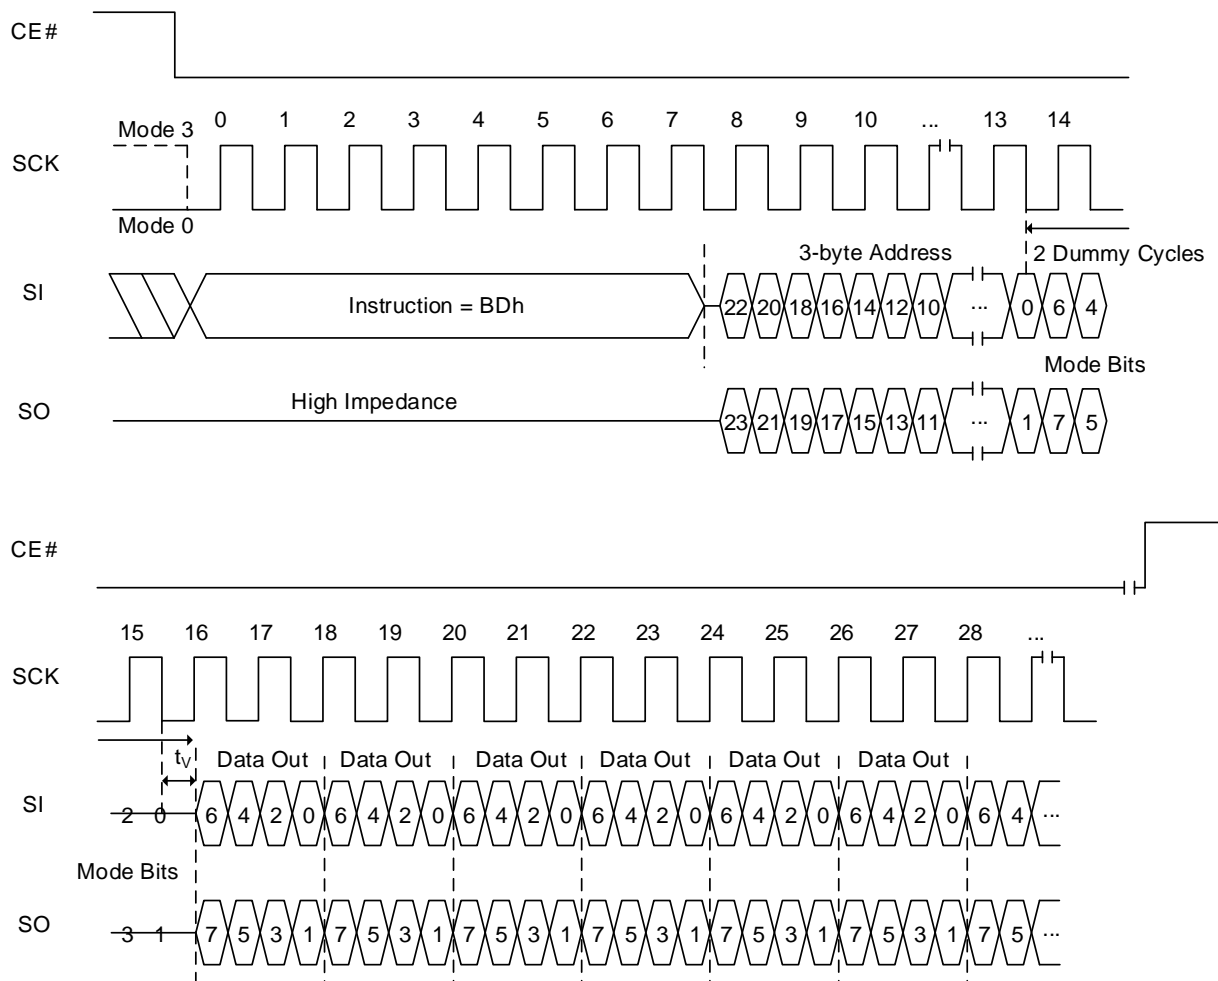 CE#
Mode 3
0 1 2 3 4 5 6 7 8 9 10 ... 13 14
SCK
Mode 0
3-byte Address
2 Dummy Cycles
SI
Instruction = BDh
22 20 18 16 14 12 10 ... 0 6 4
Mode Bits
SO
High Impedance
23 21 19 17 15 13 11 ... 1 7 5
CE#
15 16 17 18 19 20 21 22 23 24 25 26 27 28 ...
SCK
tV Data Out Data Out Data Out Data Out Data Out Data Out
SI
2 0 6 4 2 0 6 4 2 0 6 4 2 0 6 4 2 0 6 4 2 0 6 4 2 0 6 4 ...
Mode Bits
SO
3 1 7 5 3 1 7 5 3 1 7 5 3 1 7 5 3 1 7 5 3 1 7 5 3 1 7 5 ...